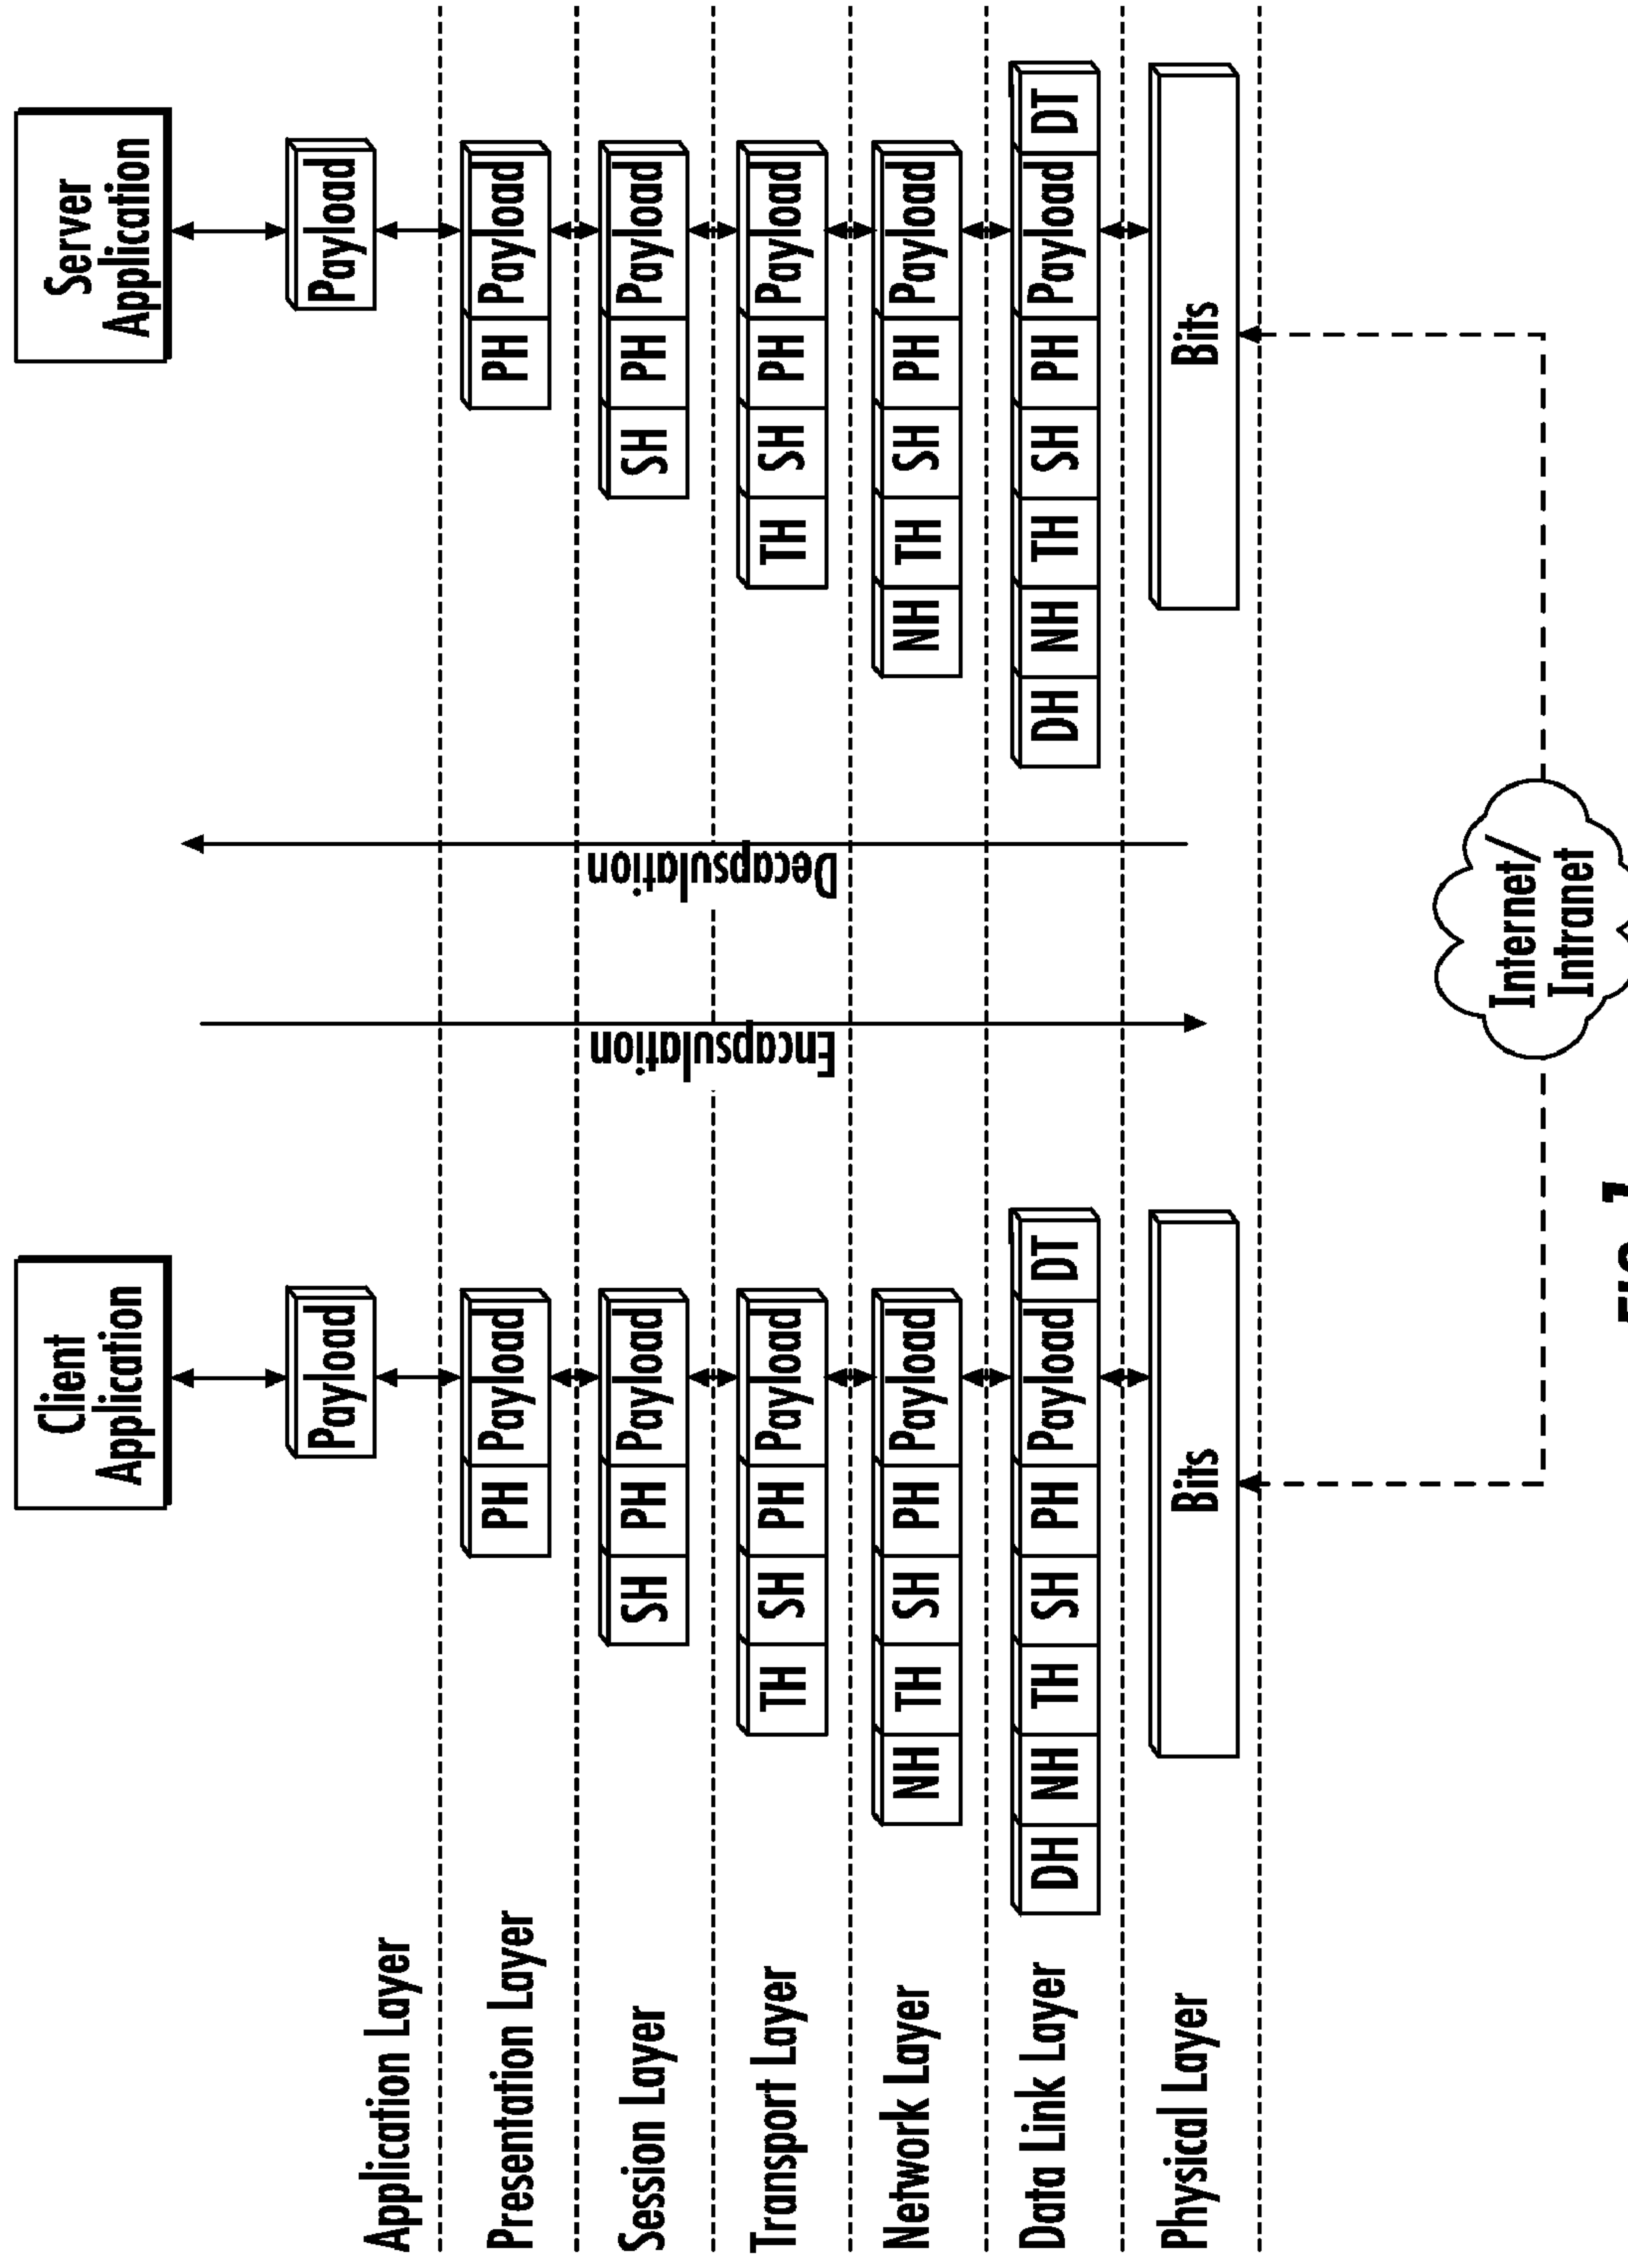 Client
Application
Server
Application
Application Layer
Payload
Payload
Presentation Layer
PH Payload
PH Payload
Session Layer
SH PH Payload
SH PH Payload
Transport Layer
TH SH PH Payload
TH SH PH Payload
Encapsulation
Decapsulation
Network Layer
NH TH SH PH Payload
NH TH SH PH Payload
Data Link Layer
DH NH TH SH PH Payload DT
DH NH TH SH PH Payload DT
Physical Layer
Bits
Bits
Internet/
Intranet